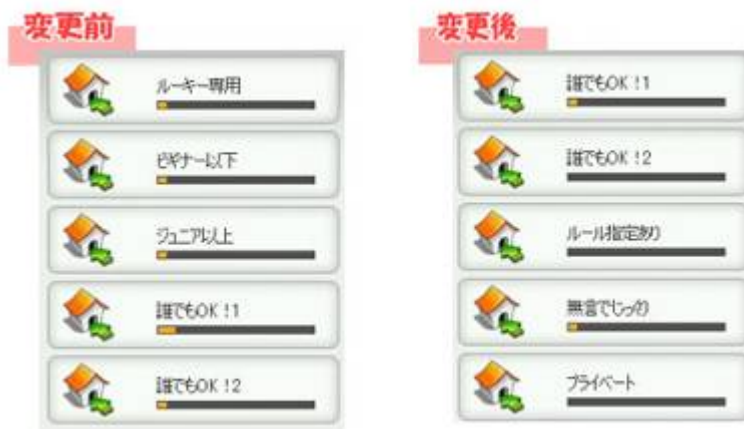 変更前
ルーキー専用
ビギナー以下
ジュニア以上
誰でもOK!1
誰でもOK!2
変更後
誰でもOK!1
誰でもOK!2
ルール指定あり
無言でじっくり
プライベート